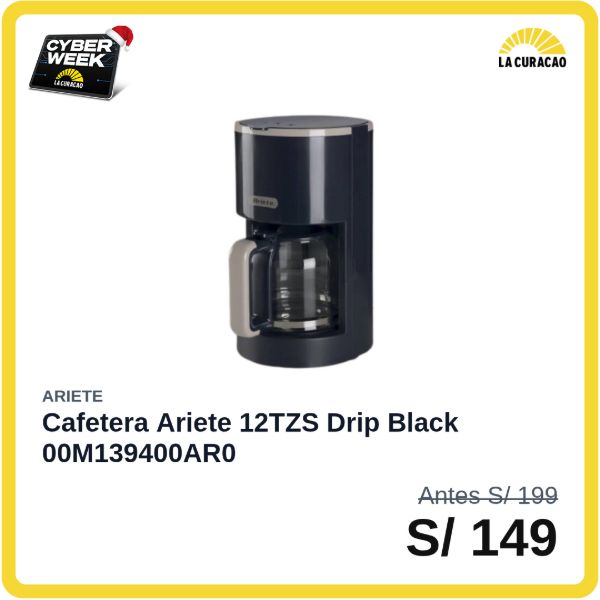 CYBER
WEEK
LA CURACAO
LA CURACAO
Ariete
ARIETE
Cafetera Ariete 12TZS Drip Black
00M139400AR0
Antes S/ 199
S/ 149